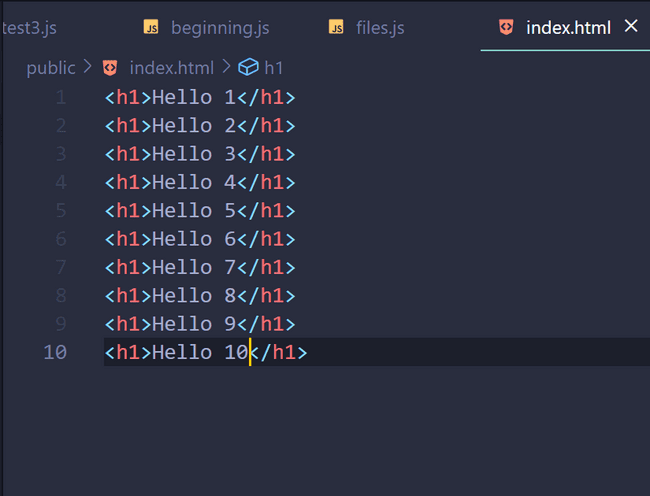 test3.js JS beginning.js JS files.js index.html
public > index.html > h1
1 <h1>Hello 1</h1>
2 <h1>Hello 2</h1>
3 <h1>Hello 3</h1>
4 <h1>Hello 4</h1>
5 <h1>Hello 5</h1>
6 <h1>Hello 6</h1>
7 <h1>Hello 7</h1>
8 <h1>Hello 8</h1>
9 <h1>Hello 9</h1>
10 <h1>Hello 10</h1>